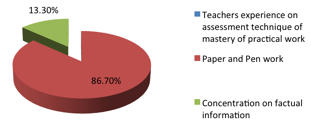 13.30%
86.70%
Teachers experience on
assessment technique of
mastery of practical work
Paper and Pen work
Concentration on factual
information